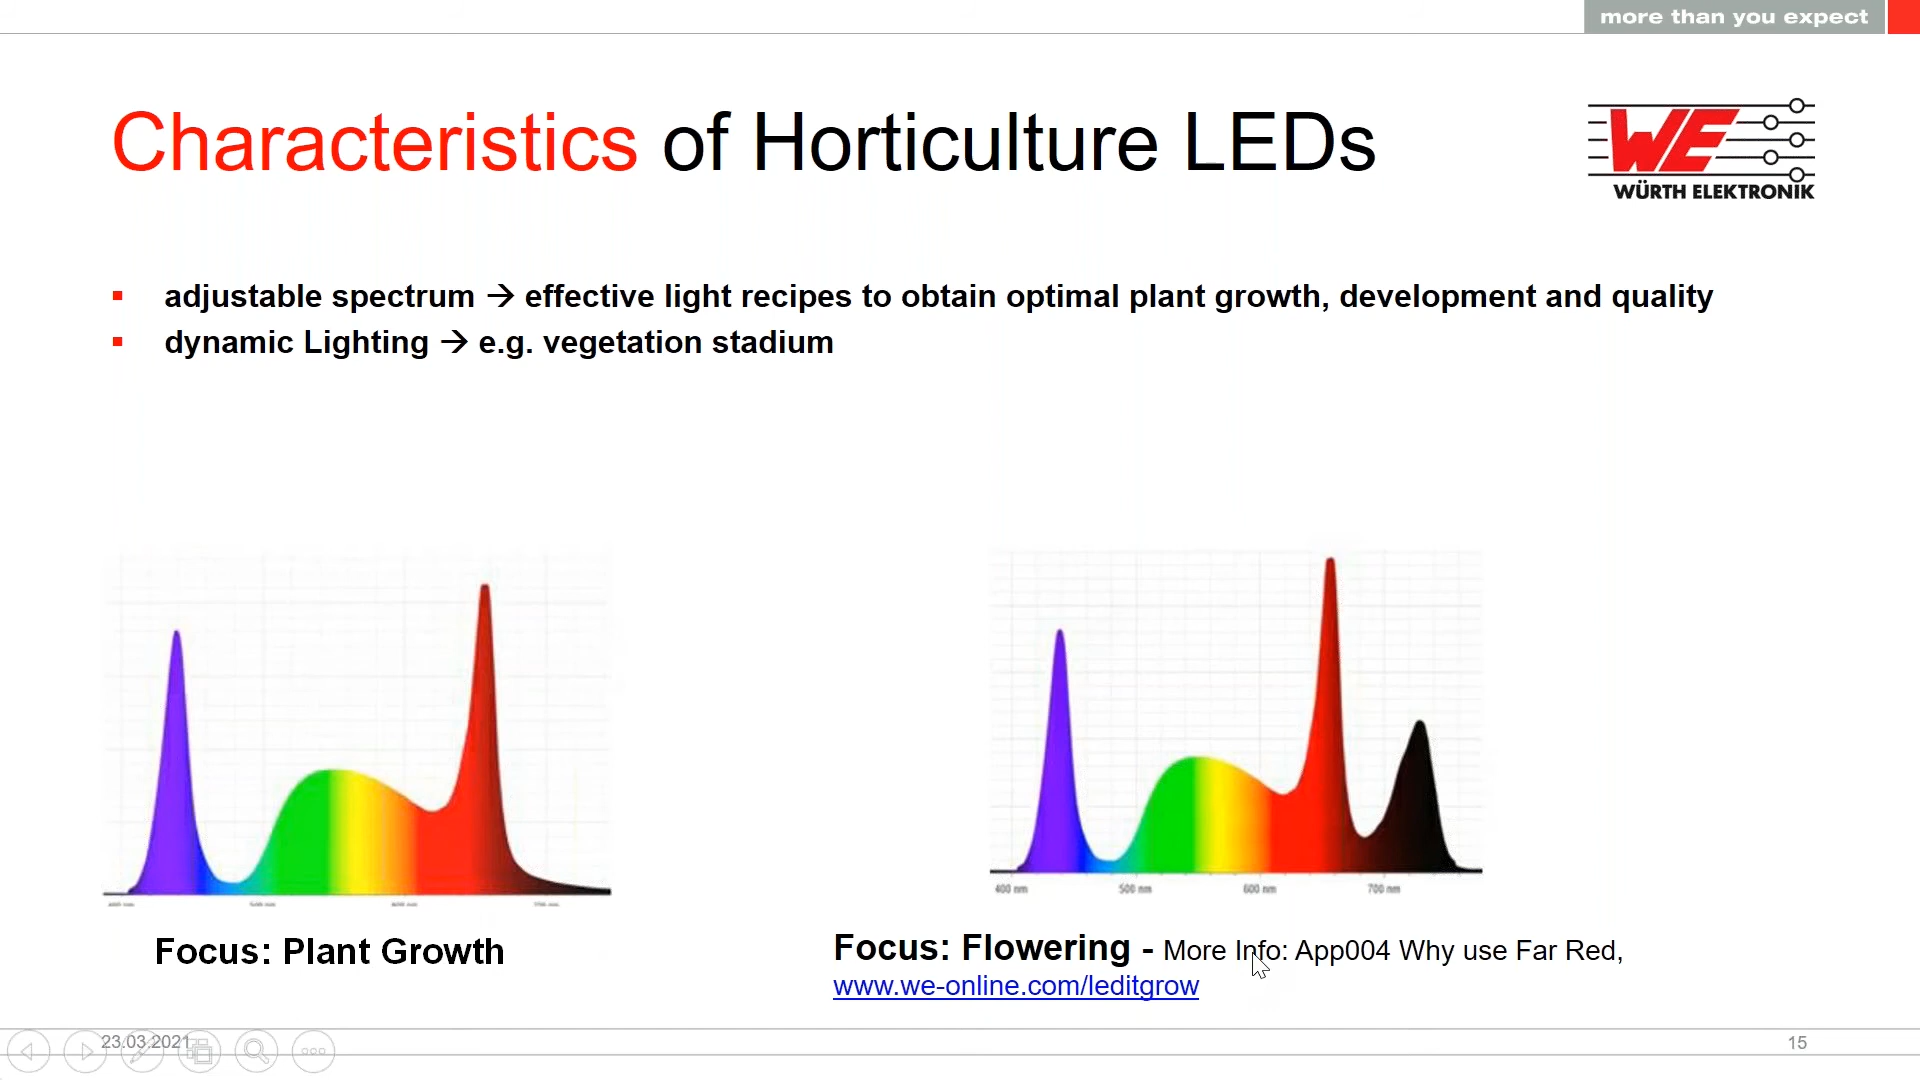 more than you expect
Characteristics of Horticulture LEDs
WE
WÜRTH ELEKTRONIK
▪ adjustable spectrum → effective light recipes to obtain optimal plant growth, development and quality
▪ dynamic Lighting → e.g. vegetation stadium
400 nm 500 nm 600 nm 700 nm
Focus: Plant Growth
Focus: Flowering - More Info: App004 Why use Far Red,
www.we-online.com/leditgrow
23.03.2021
15